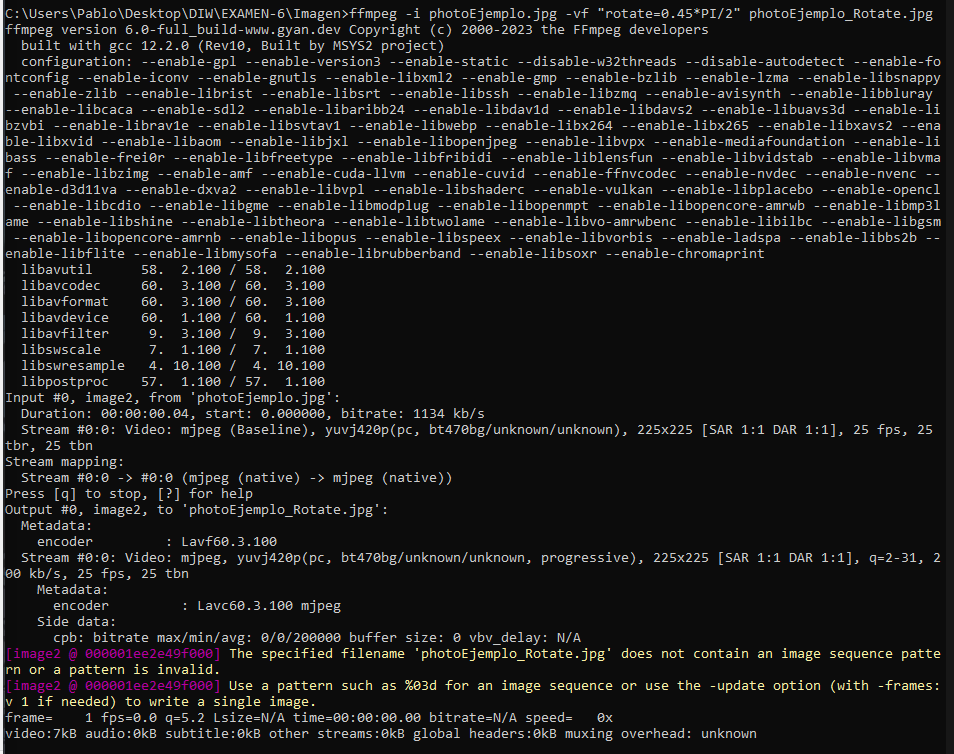 C:\Users\Pablo\Desktop\DIW\EXAMEN-6\Imagen>ffmpeg -i photoEjemplo.jpg -vf "rotate=0.45*PI/2" photoEjemplo_Rotate.jpg
ffmpeg version 6.0-full_build-www.gyan.dev Copyright (c) 2000-2023 the FFmpeg developers
  built with gcc 12.2.0 (Rev10, Built by MSYS2 project)
  configuration: --enable-gpl --enable-version3 --enable-static --disable-w32threads --disable-autodetect --enable-fo
ntconfig --enable-iconv --enable-gnutls --enable-libxml2 --enable-gmp --enable-bzlib --enable-lzma --enable-libsnappy
 --enable-zlib --enable-librist --enable-libsrt --enable-libssh --enable-libzmq --enable-avisynth --enable-libbluray
--enable-libcaca --enable-sdl2 --enable-libaribb24 --enable-libdav1d --enable-libdavs2 --enable-libuavs3d --enable-li
bzvbi --enable-librav1e --enable-libsvtav1 --enable-libwebp --enable-libx264 --enable-libx265 --enable-libxavs2 --ena
ble-libxvid --enable-libaom --enable-libjxl --enable-libopenjpeg --enable-libvpx --enable-mediafoundation --enable-li
bass --enable-frei0r --enable-libfreetype --enable-libfribidi --enable-liblensfun --enable-libvidstab --enable-libvma
f --enable-libzimg --enable-amf --enable-cuda-llvm --enable-cuvid --enable-ffnvcodec --enable-nvdec --enable-nvenc --
enable-d3d11va --enable-dxva2 --enable-libvpl --enable-libshaderc --enable-vulkan --enable-libplacebo --enable-opencl
 --enable-libcdio --enable-libgme --enable-libmodplug --enable-libopenmpt --enable-libopencore-amrwb --enable-libmp3l
ame --enable-libshine --enable-libtheora --enable-libtwolame --enable-libvo-amrwbenc --enable-libilbc --enable-libgsm
 --enable-libopencore-amrnb --enable-libopus --enable-libspeex --enable-libvorbis --enable-ladspa --enable-libbs2b --
enable-libflite --enable-libmysofa --enable-librubberband --enable-libsoxr --enable-chromaprint
  libavutil      58.  2.100 / 58.  2.100
  libavcodec     60.  3.100 / 60.  3.100
  libavformat    60.  3.100 / 60.  3.100
  libavdevice    60.  1.100 / 60.  1.100
  libavfilter     9.  3.100 /  9.  3.100
  libswscale      7.  1.100 /  7.  1.100
  libswresample   4. 10.100 /  4. 10.100
  libpostproc    57.  1.100 / 57.  1.100
Input #0, image2, from 'photoEjemplo.jpg':
  Duration: 00:00:00.04, start: 0.000000, bitrate: 1134 kb/s
  Stream #0:0: Video: mjpeg (Baseline), yuvj420p(pc, bt470bg/unknown/unknown), 225x225 [SAR 1:1 DAR 1:1], 25 fps, 25
tbr, 25 tbn
Stream mapping:
  Stream #0:0 -> #0:0 (mjpeg (native) -> mjpeg (native))
Press [q] to stop, [?] for help
Output #0, image2, to 'photoEjemplo_Rotate.jpg':
  Metadata:
    encoder         : Lavf60.3.100
  Stream #0:0: Video: mjpeg, yuvj420p(pc, bt470bg/unknown/unknown, progressive), 225x225 [SAR 1:1 DAR 1:1], q=2-31, 2
00 kb/s, 25 fps, 25 tbn
    Metadata:
      encoder         : Lavc60.3.100 mjpeg
    Side data:
      cpb: bitrate max/min/avg: 0/0/200000 buffer size: 0 vbv_delay: N/A
[image2 @ 000001ee2e49f000] The specified filename 'photoEjemplo_Rotate.jpg' does not contain an image sequence patte
rn or a pattern is invalid.
[image2 @ 000001ee2e49f000] Use a pattern such as %03d for an image sequence or use the -update option (with -frames:
v 1 if needed) to write a single image.
frame=    1 fps=0.0 q=5.2 Lsize=N/A time=00:00:00.00 bitrate=N/A speed=   0x
video:7kB audio:0kB subtitle:0kB other streams:0kB global headers:0kB muxing overhead: unknown